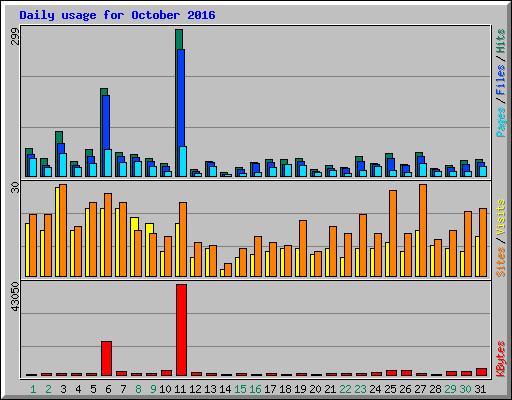 Daily usage for October 2016
299
Pages / Files / Hits
30
Sites / Visits
43050
KBytes
1 2 3 4 5 6 7 8 9 10 11 12 13 14 15 16 17 18 19 20 21 22 23 24 25 26 27 28 29 30 31